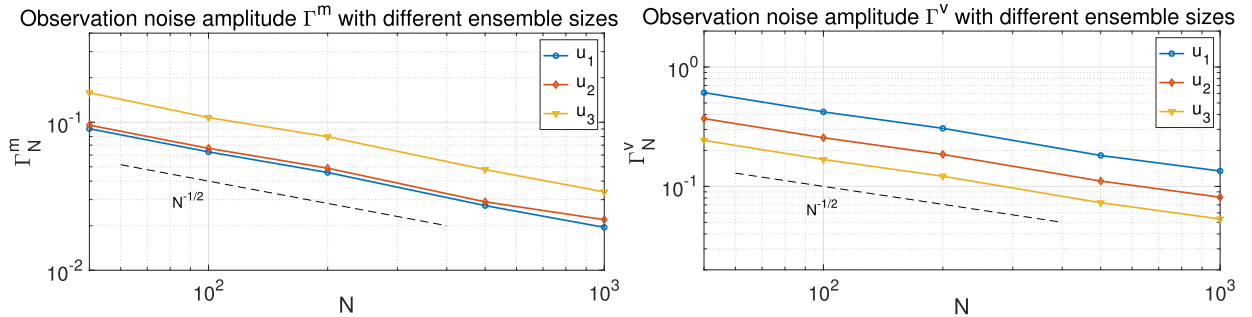 Observation noise amplitude Γ^m with different ensemble sizes
u_1
u_2
u_3
10^-1
10^-2
Γ_N^m
N^-1/2
10^2
10^3
N
Observation noise amplitude Γ^v with different ensemble sizes
u_1
u_2
u_3
10^0
10^-1
Γ_N^v
N^-1/2
10^2
10^3
N